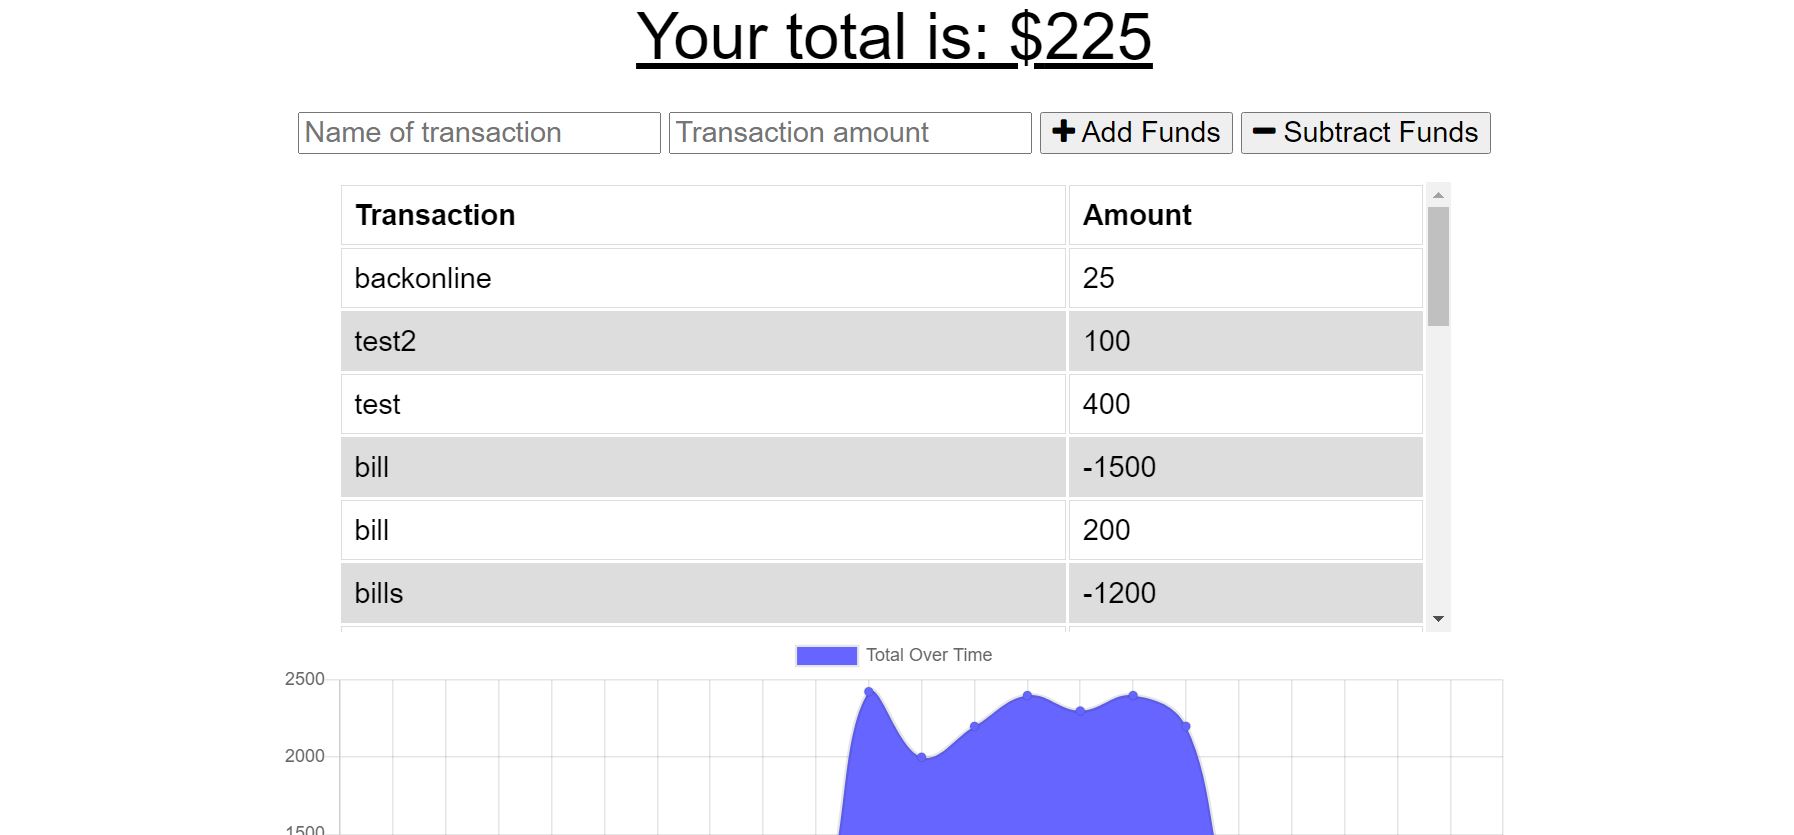 Your total is: $225
Name of transaction Transaction amount Add Funds Subtract Funds
Transaction Amount
backonline 25
test2 100
test 400
bill -1500
bill 200
bills -1200
Total Over Time
2500
2000
1500